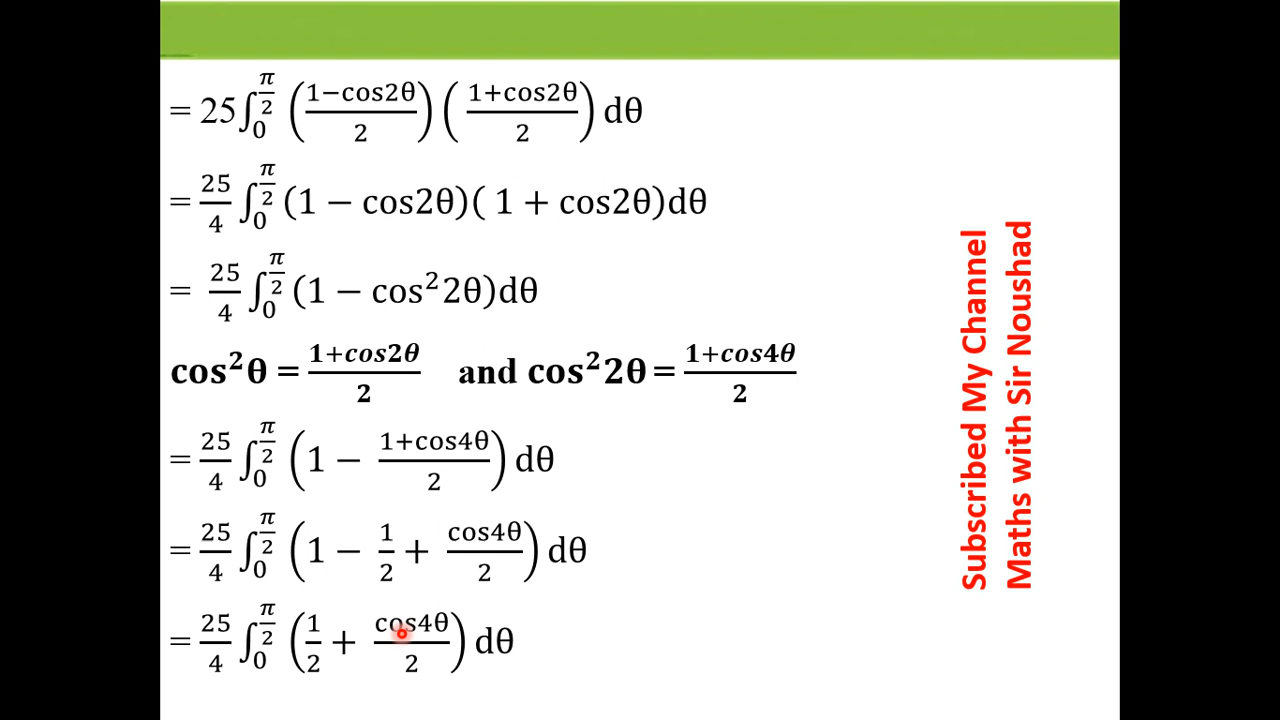 = 25∫₀^(π/2) ((1−cos2θ)/2) ((1+cos2θ)/2) dθ
= 25/4 ∫₀^(π/2) (1 − cos2θ)( 1 + cos2θ)dθ
= 25/4 ∫₀^(π/2) (1 − cos²2θ)dθ
cos²θ = (1+cos2θ)/2 and cos²2θ = (1+cos4θ)/2
= 25/4 ∫₀^(π/2) (1 − (1+cos4θ)/2) dθ
= 25/4 ∫₀^(π/2) (1 − 1/2 + cos4θ/2) dθ
= 25/4 ∫₀^(π/2) (1/2 + cos4θ/2) dθ
Subscribed My Channel
Maths with Sir Noushad